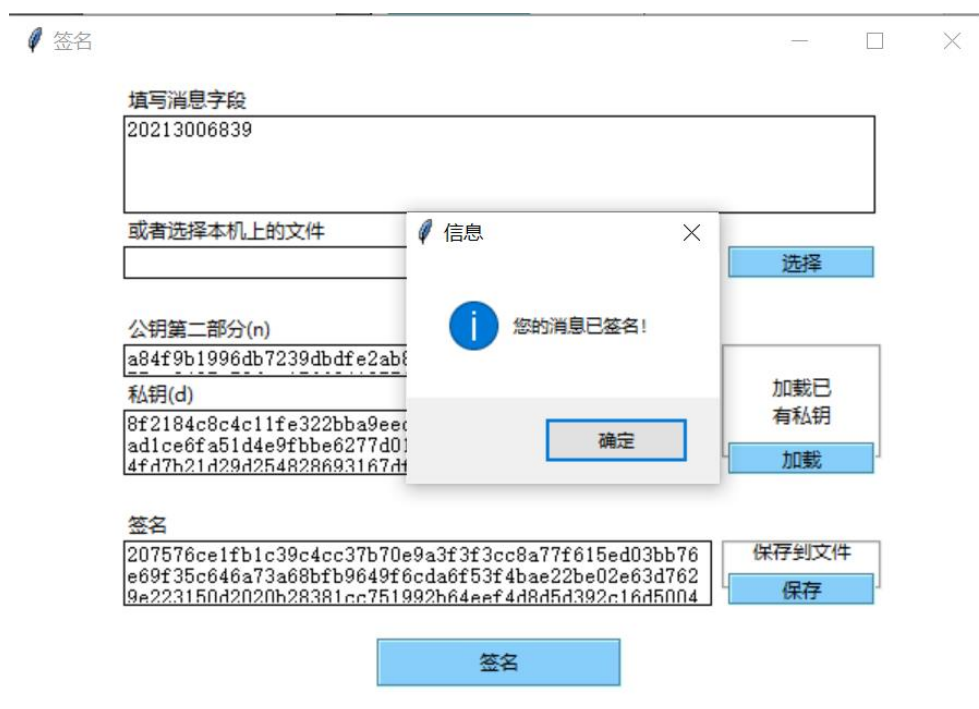 签名
填写消息字段
20213006839
或者选择本机上的文件
信息
选择
您的消息已签名!
公钥第二部分(n)
a84f9b1996db7239dbdfe2ab8
加载已
有私钥
私钥(d)
8f2184c8c4c11fe322bba9eec
ad1ce6fa51d4e9fbbe6277d01
4fd7b21d29d254828693167df
确定
加载
签名
207576ce1fb1c39c4cc37b70e9a3f3f3cc8a77f615ed03bb76
e69f35c646a73a68bfb9649f6cda6f53f4bae22be02e63d762
9e223150d2020b28381cc751992b64eef4d8d5d392c16d5004
保存到文件
保存
签名